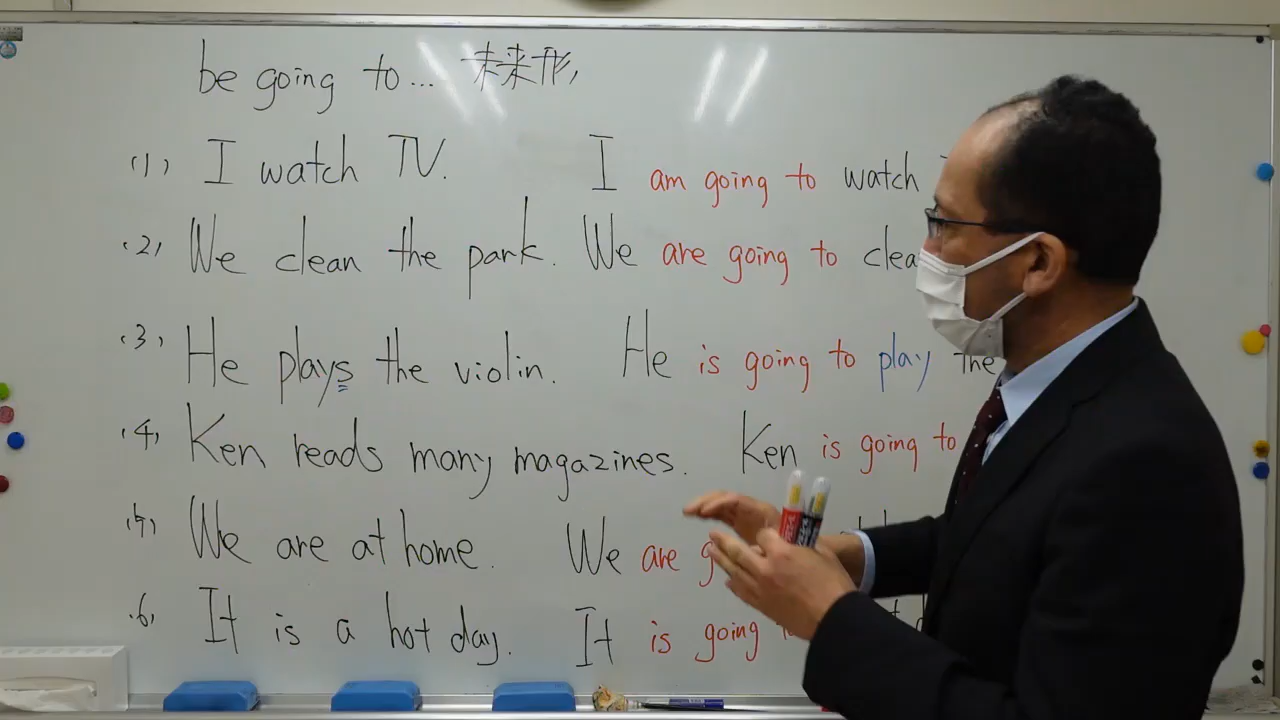 be going to... 未来形
(1) I watch TV. I am going to watch
(2) We clean the park. We are going to clea
(3) He plays the violin. He is going to play the
(4) Ken reads many magazines. Ken is going to
(5) We are at home. We are g
(6) It is a hot day. It is going